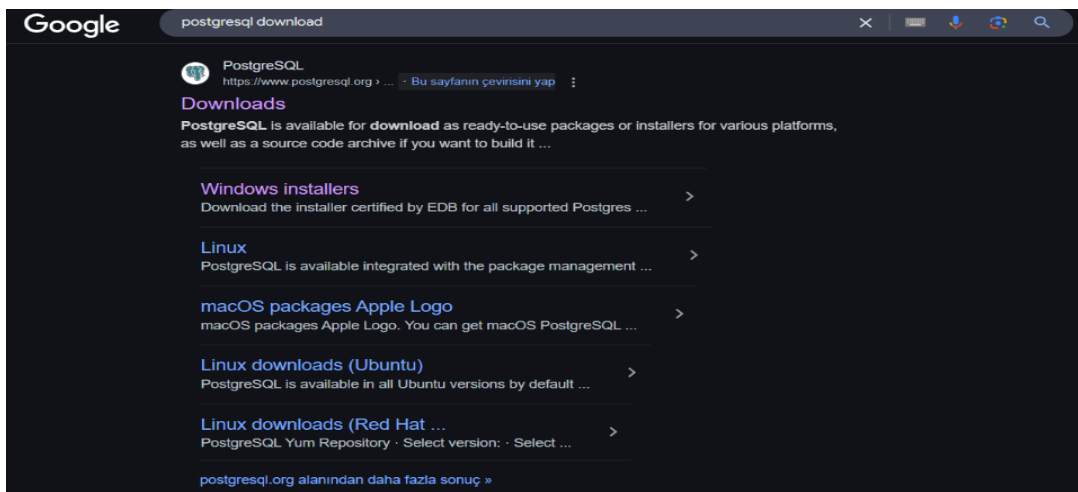 Google
postgresql download
PostgreSQL
https://www.postgresql.org › ... · Bu sayfanın çevirisini yap
Downloads
PostgreSQL is available for download as ready-to-use packages or installers for various platforms,
as well as a source code archive if you want to build it ...
Windows installers
Download the installer certified by EDB for all supported Postgres ...
Linux
PostgreSQL is available integrated with the package management ...
macOS packages Apple Logo
macOS packages Apple Logo. You can get macOS PostgreSQL ...
Linux downloads (Ubuntu)
PostgreSQL is available in all Ubuntu versions by default ...
Linux downloads (Red Hat ...
PostgreSQL Yum Repository · Select version: · Select ...
postgresql.org alanından daha fazla sonuç »